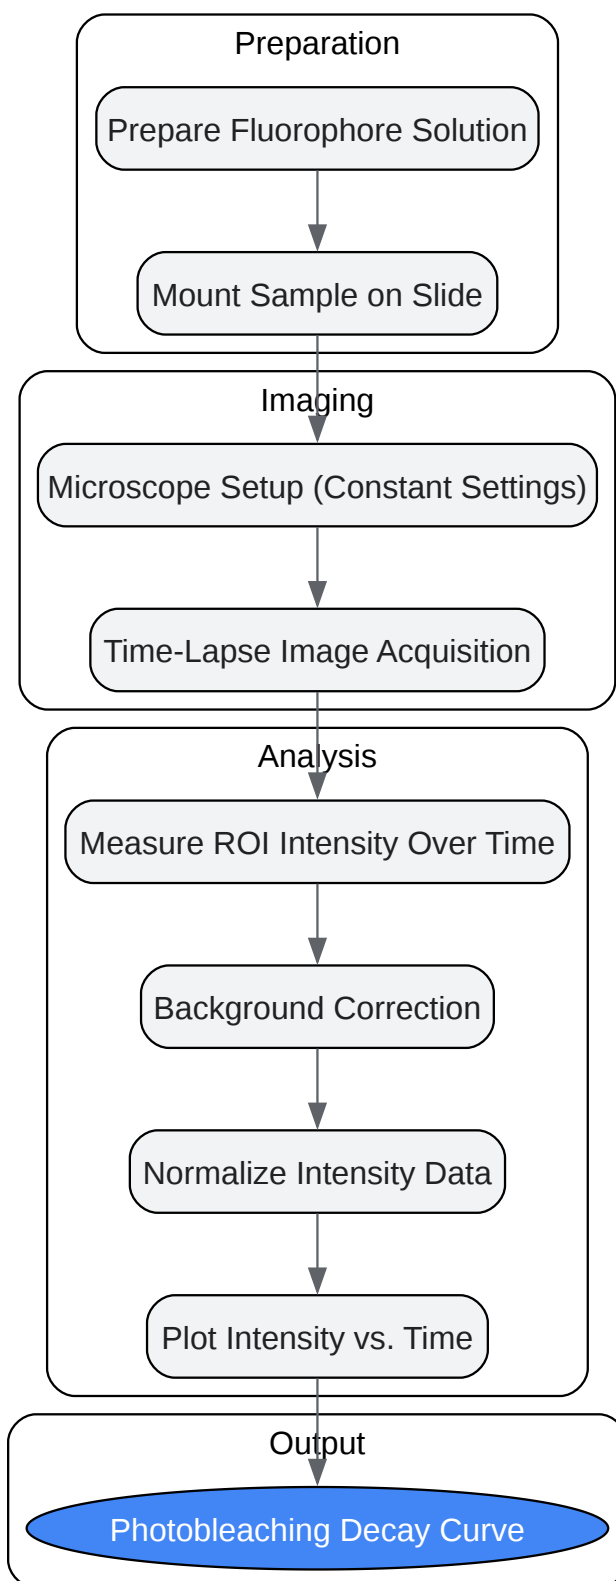 Preparation
Prepare Fluorophore Solution
Mount Sample on Slide
Imaging
Microscope Setup (Constant Settings)
Time-Lapse Image Acquisition
Analysis
Measure ROI Intensity Over Time
Background Correction
Normalize Intensity Data
Plot Intensity vs. Time
Output
Photobleaching Decay Curve